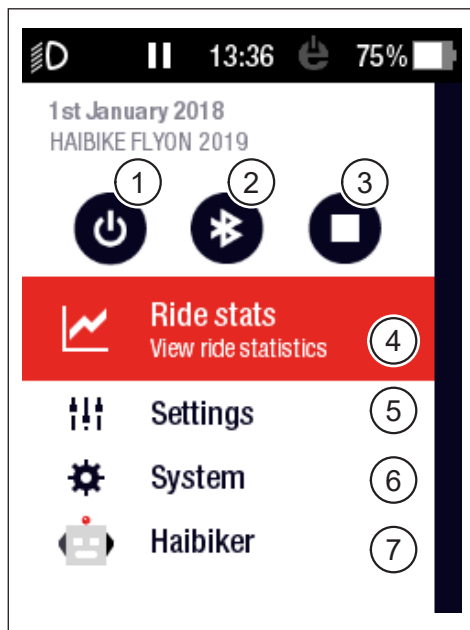 13:36 75%
1st January 2018
HAIBIKE FLYON 2019
1 2 3
Ride stats
View ride statistics
4
Settings 5
System 6
Haibiker 7